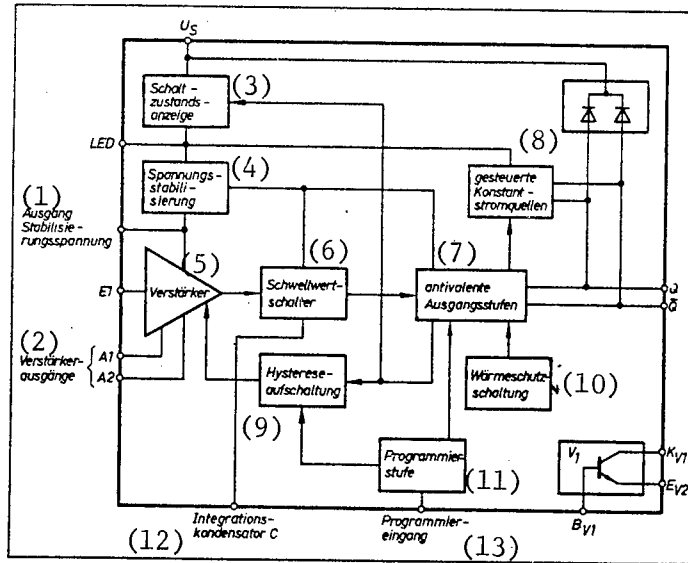 U_S
Schalt-
zustands-
anzeige
(3)
LED
Spannungs-
stabili-
sierung
(4)
(8)
gesteuerte
Konstant-
stromquellen
(1)
Ausgang
Stabilisie-
rungsspannung
(5)
Verstärker
E1
(6)
Schwellwert-
schalter
(7)
antivalente
Ausgangsstufen
Q
Q̅
(2)
Verstärker-
ausgänge
A1
A2
Hysterese-
aufschaltung
(9)
Wärmeschutz-
schaltung
(10)
Programmier-
stufe
(11)
V_1
K_V1
E_V2
B_V1
(12)
Integrations-
kondensator C
Programmier-
eingang
(13)